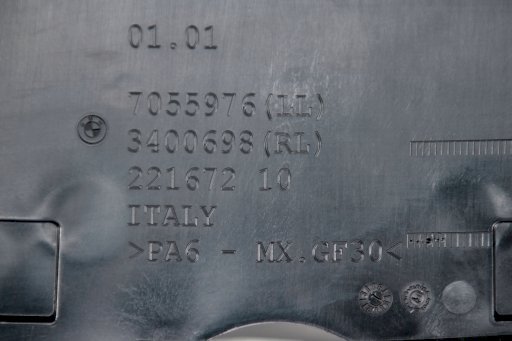 01.01
7055976(LL)
3400698(RL)
221672 10
ITALY
>PA6 - MX.GF30<